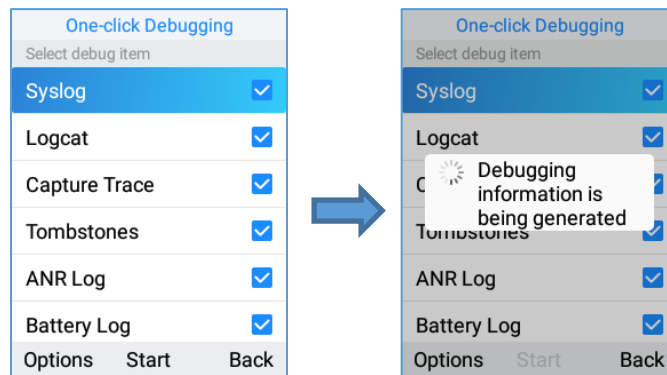 One-click Debugging
Select debug item
Syslog
Logcat
Capture Trace
Tombstones
ANR Log
Battery Log
Options Start Back
One-click Debugging
Select debug item
Syslog
Logcat
C
Debugging
information is
being generated
Tombstones
ANR Log
Battery Log
Options Start Back